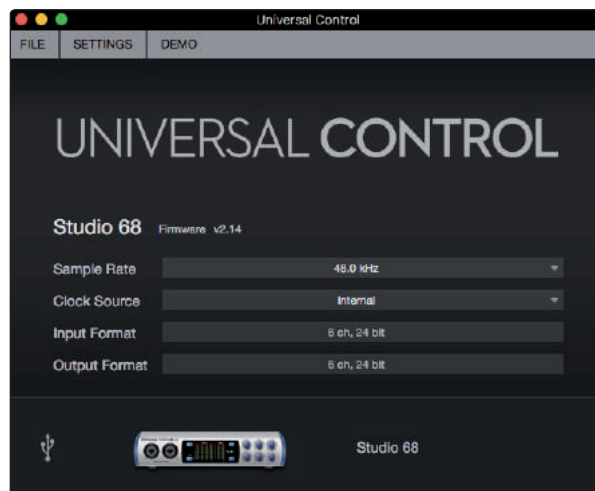 Universal Control
FILE SETTINGS DEMO
UNIVERSAL CONTROL
Studio 68 Firmware v2.14
Sample Rate 48.0 kHz
Clock Source Internal
Input Format 6 ch, 24 bit
Output Format 6 ch, 24 bit
Studio 68